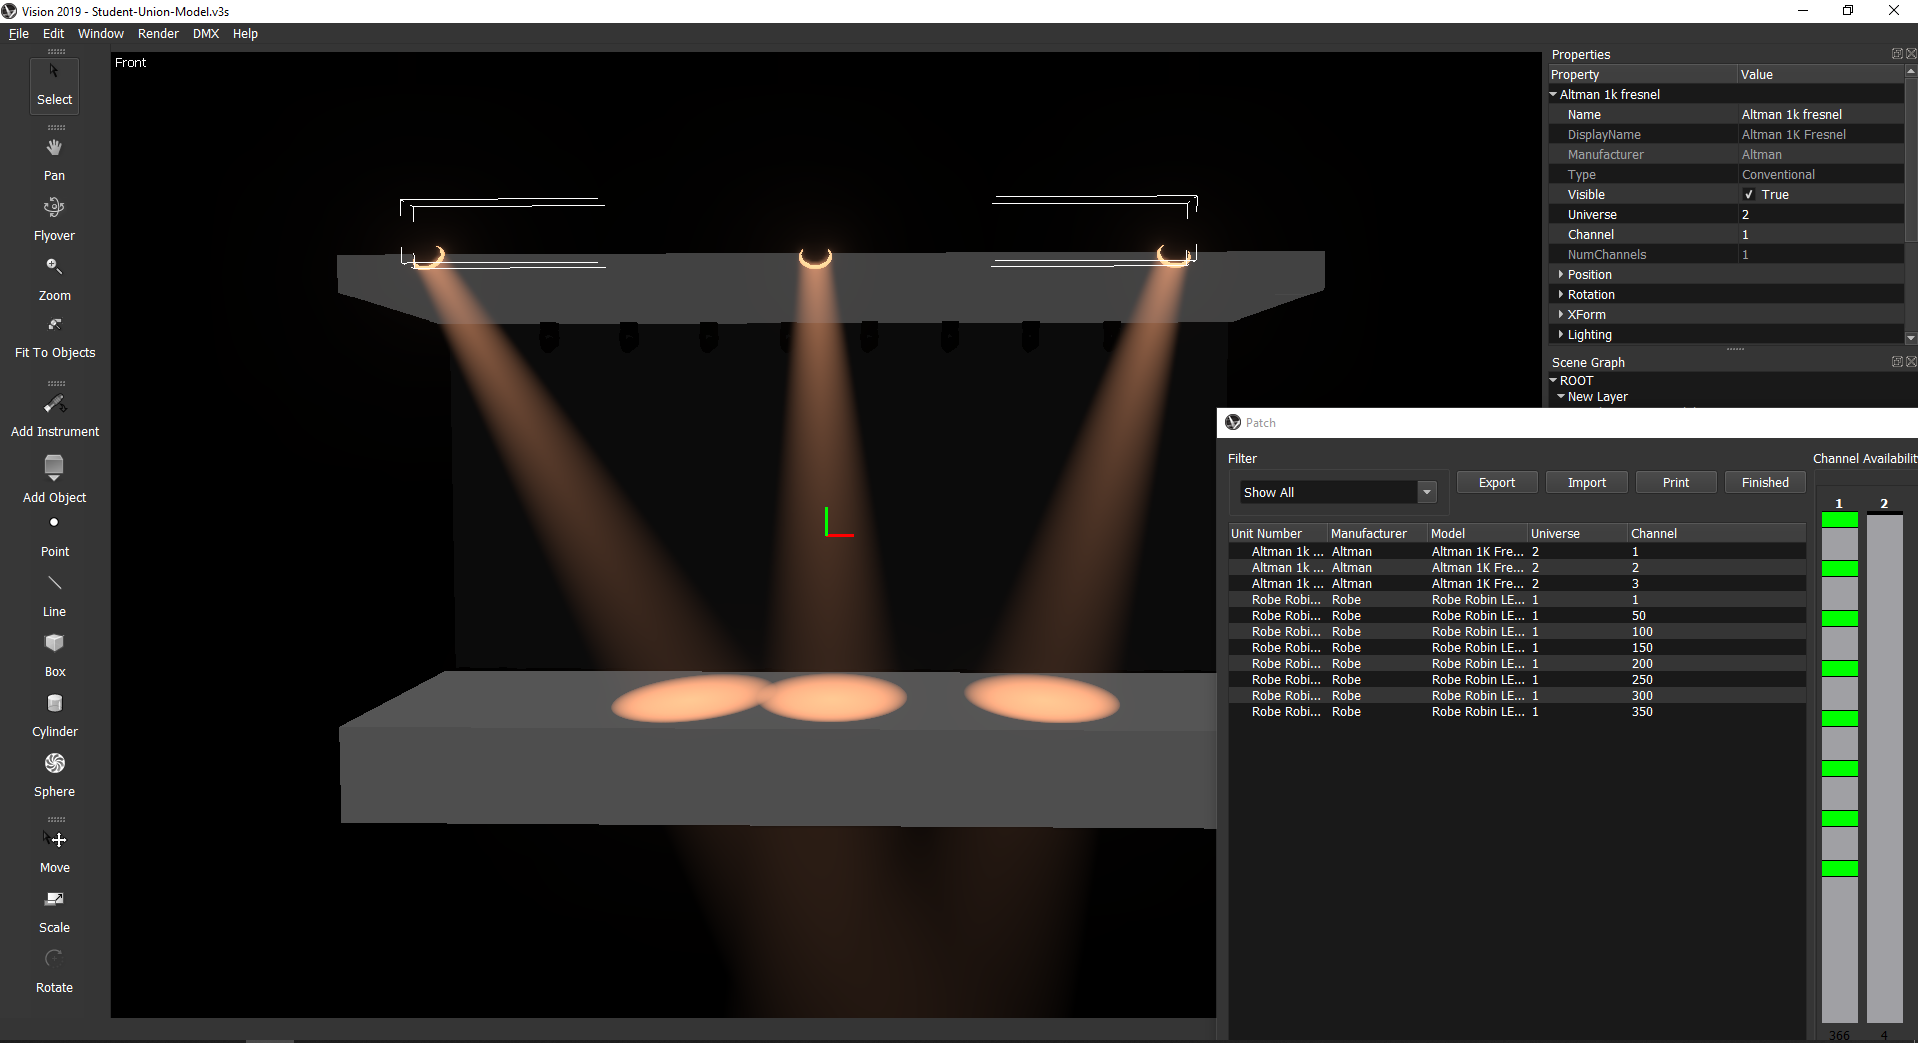 Vision 2019 - Student-Union-Model.v3s
File Edit Window Render DMX Help
Select
Pan
Flyover
Zoom
Fit To Objects
Add Instrument
Add Object
Point
Line
Box
Cylinder
Sphere
Move
Scale
Rotate
Front
Properties
Property Value
Altman 1k fresnel
Name Altman 1k fresnel
DisplayName Altman 1K Fresnel
Manufacturer Altman
Type Conventional
Visible True
Universe 2
Channel 1
NumChannels 1
Position
Rotation
XForm
Lighting
Scene Graph
ROOT
New Layer
Patch
Filter
Show All
Export Import Print Finished
Channel Availabilit
1 2
Unit Number Manufacturer Model Universe Channel
Altman 1k ... Altman Altman 1K Fre... 2 1
Altman 1k ... Altman Altman 1K Fre... 2 2
Altman 1k ... Altman Altman 1K Fre... 2 3
Robe Robi... Robe Robe Robin LE... 1 1
Robe Robi... Robe Robe Robin LE... 1 50
Robe Robi... Robe Robe Robin LE... 1 100
Robe Robi... Robe Robe Robin LE... 1 150
Robe Robi... Robe Robe Robin LE... 1 200
Robe Robi... Robe Robe Robin LE... 1 250
Robe Robi... Robe Robe Robin LE... 1 300
Robe Robi... Robe Robe Robin LE... 1 350
366 4